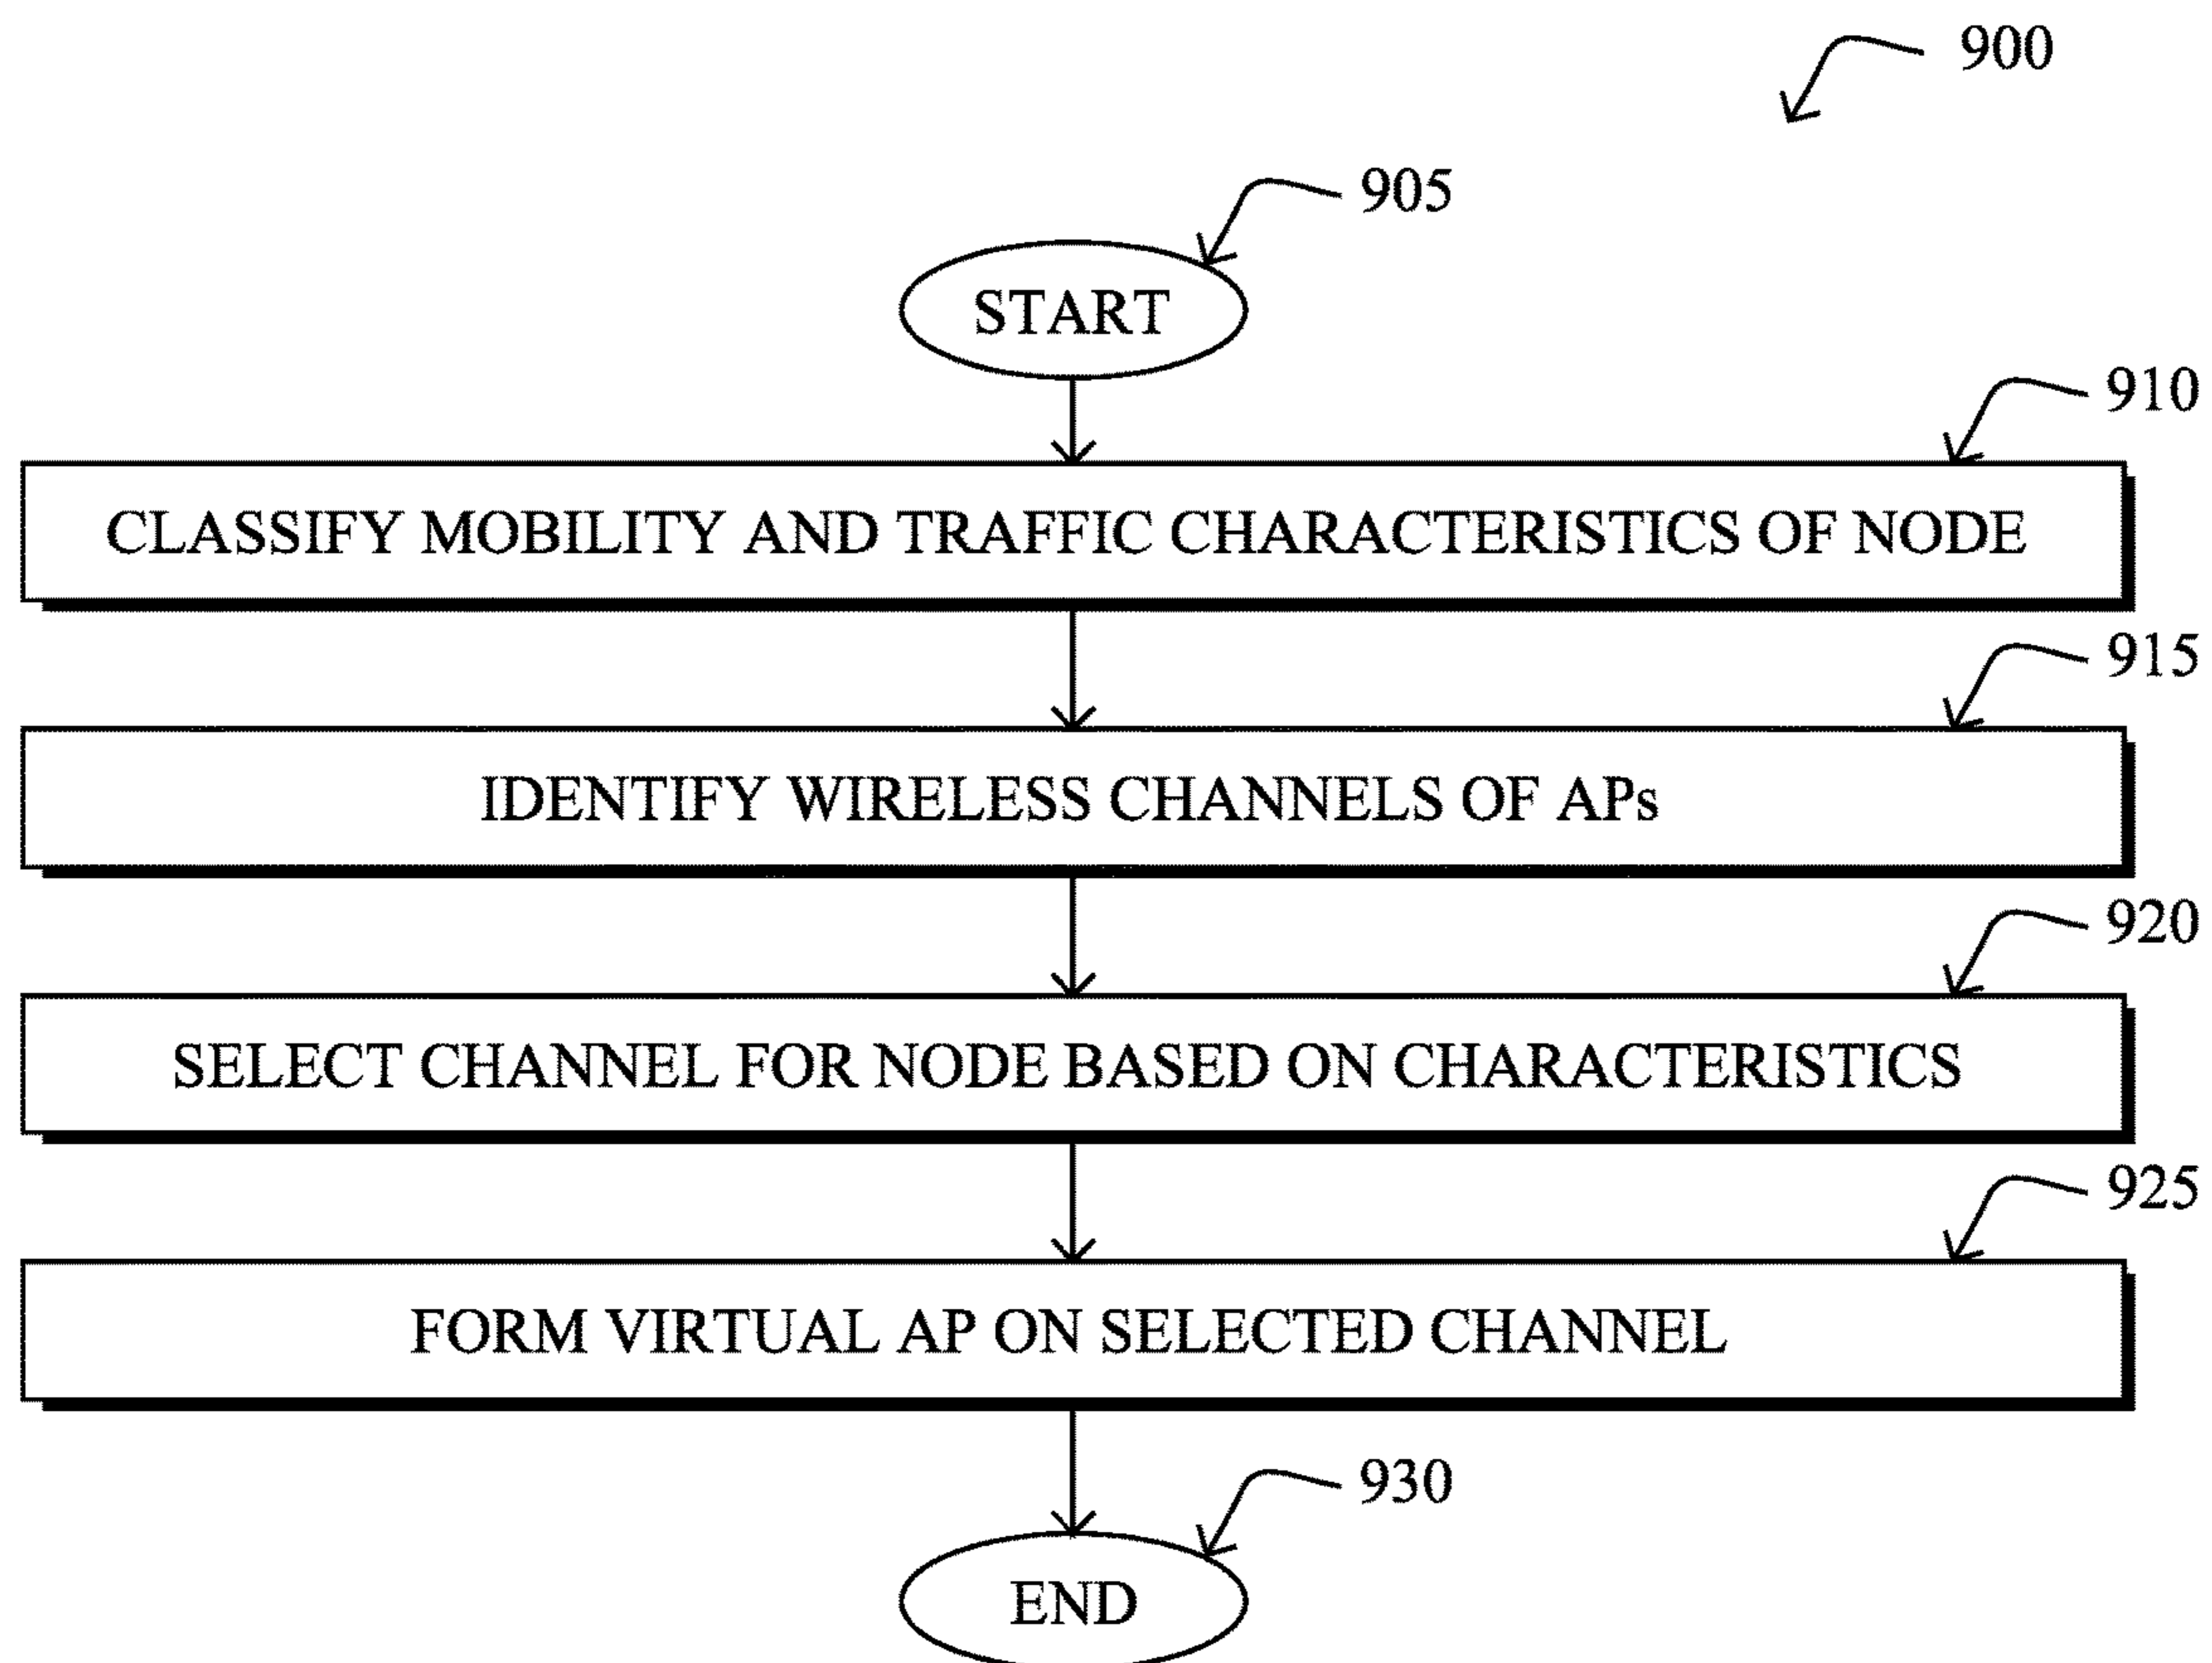 900
905
START
910
CLASSIFY MOBILITY AND TRAFFIC CHARACTERISTICS OF NODE
915
IDENTIFY WIRELESS CHANNELS OF APs
920
SELECT CHANNEL FOR NODE BASED ON CHARACTERISTICS
925
FORM VIRTUAL AP ON SELECTED CHANNEL
930
END